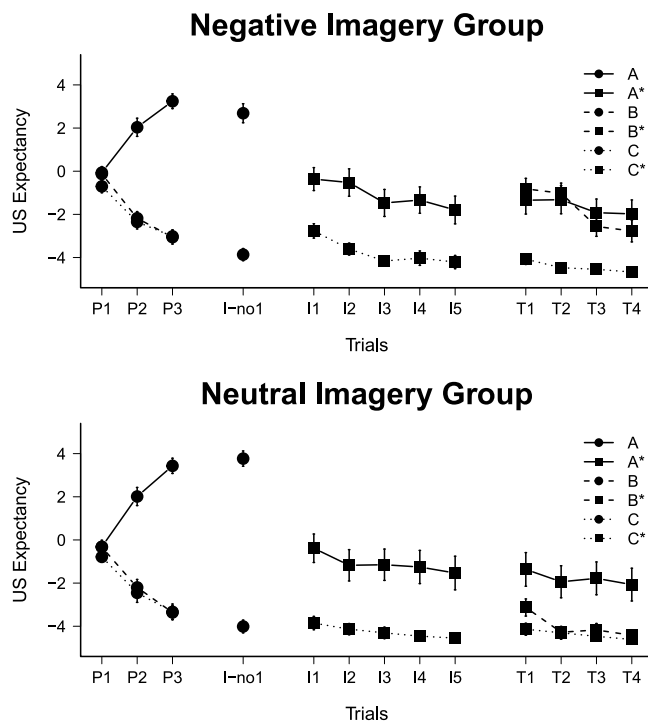 Negative Imagery Group
US Expectancy
4
2
0
−2
−4
A
A*
B
B*
C
C*
P1 P2 P3 I−no1 I1 I2 I3 I4 I5 T1 T2 T3 T4
Trials
Neutral Imagery Group
US Expectancy
4
2
0
−2
−4
A
A*
B
B*
C
C*
P1 P2 P3 I−no1 I1 I2 I3 I4 I5 T1 T2 T3 T4
Trials